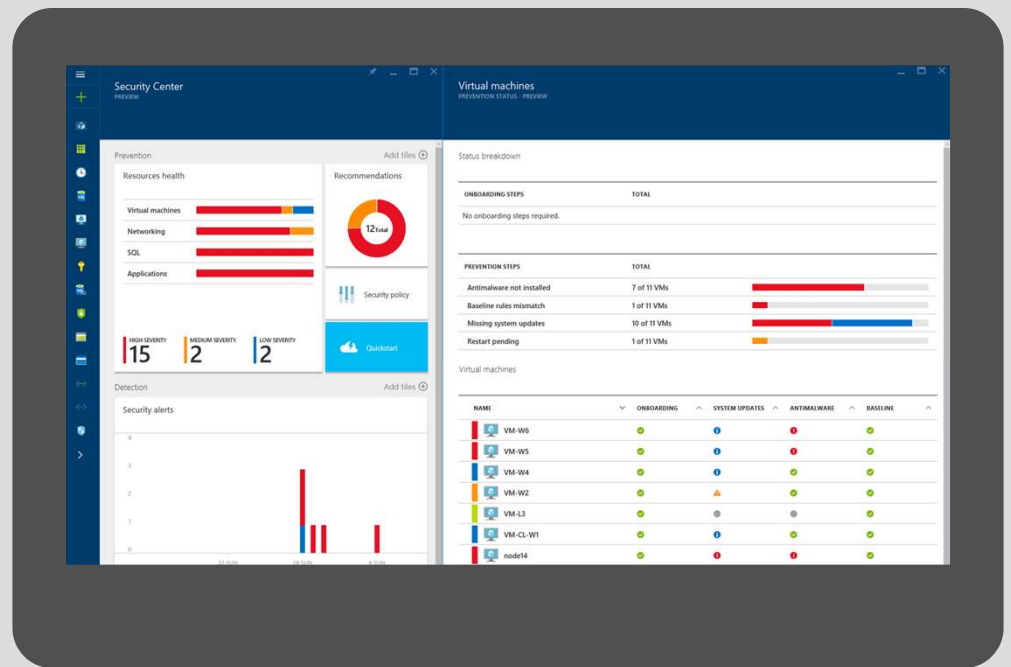 Security Center
PREVIEW
Prevention
Add tiles
Resources health
Virtual machines
Networking
SQL
Applications
HIGH SEVERITY
15
MEDIUM SEVERITY
2
LOW SEVERITY
2
Recommendations
12 Total
Security policy
Quickstart
Detection
Add tiles
Security alerts
4
3
2
1
0
Virtual machines
PREVENTION STATUS - PREVIEW
Status breakdown
ONBOARDING STEPS TOTAL
No onboarding steps required.
PREVENTION STEPS TOTAL
Antimalware not installed 7 of 11 VMs
Baseline rules mismatch 1 of 11 VMs
Missing system updates 10 of 11 VMs
Restart pending 1 of 11 VMs
Virtual machines
NAME ONBOARDING SYSTEM UPDATES ANTIMALWARE BASELINE
VM-W6
VM-W5
VM-W4
VM-W2
VM-L3
VM-CL-W1
node14